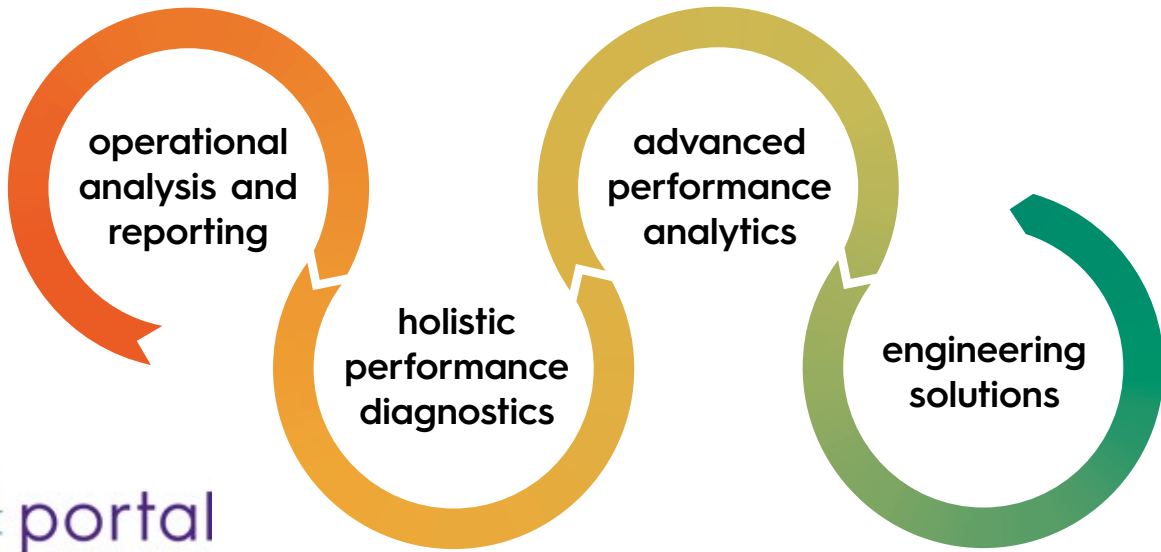 operational
analysis and
reporting
holistic
performance
diagnostics
advanced
performance
analytics
engineering
solutions
portal